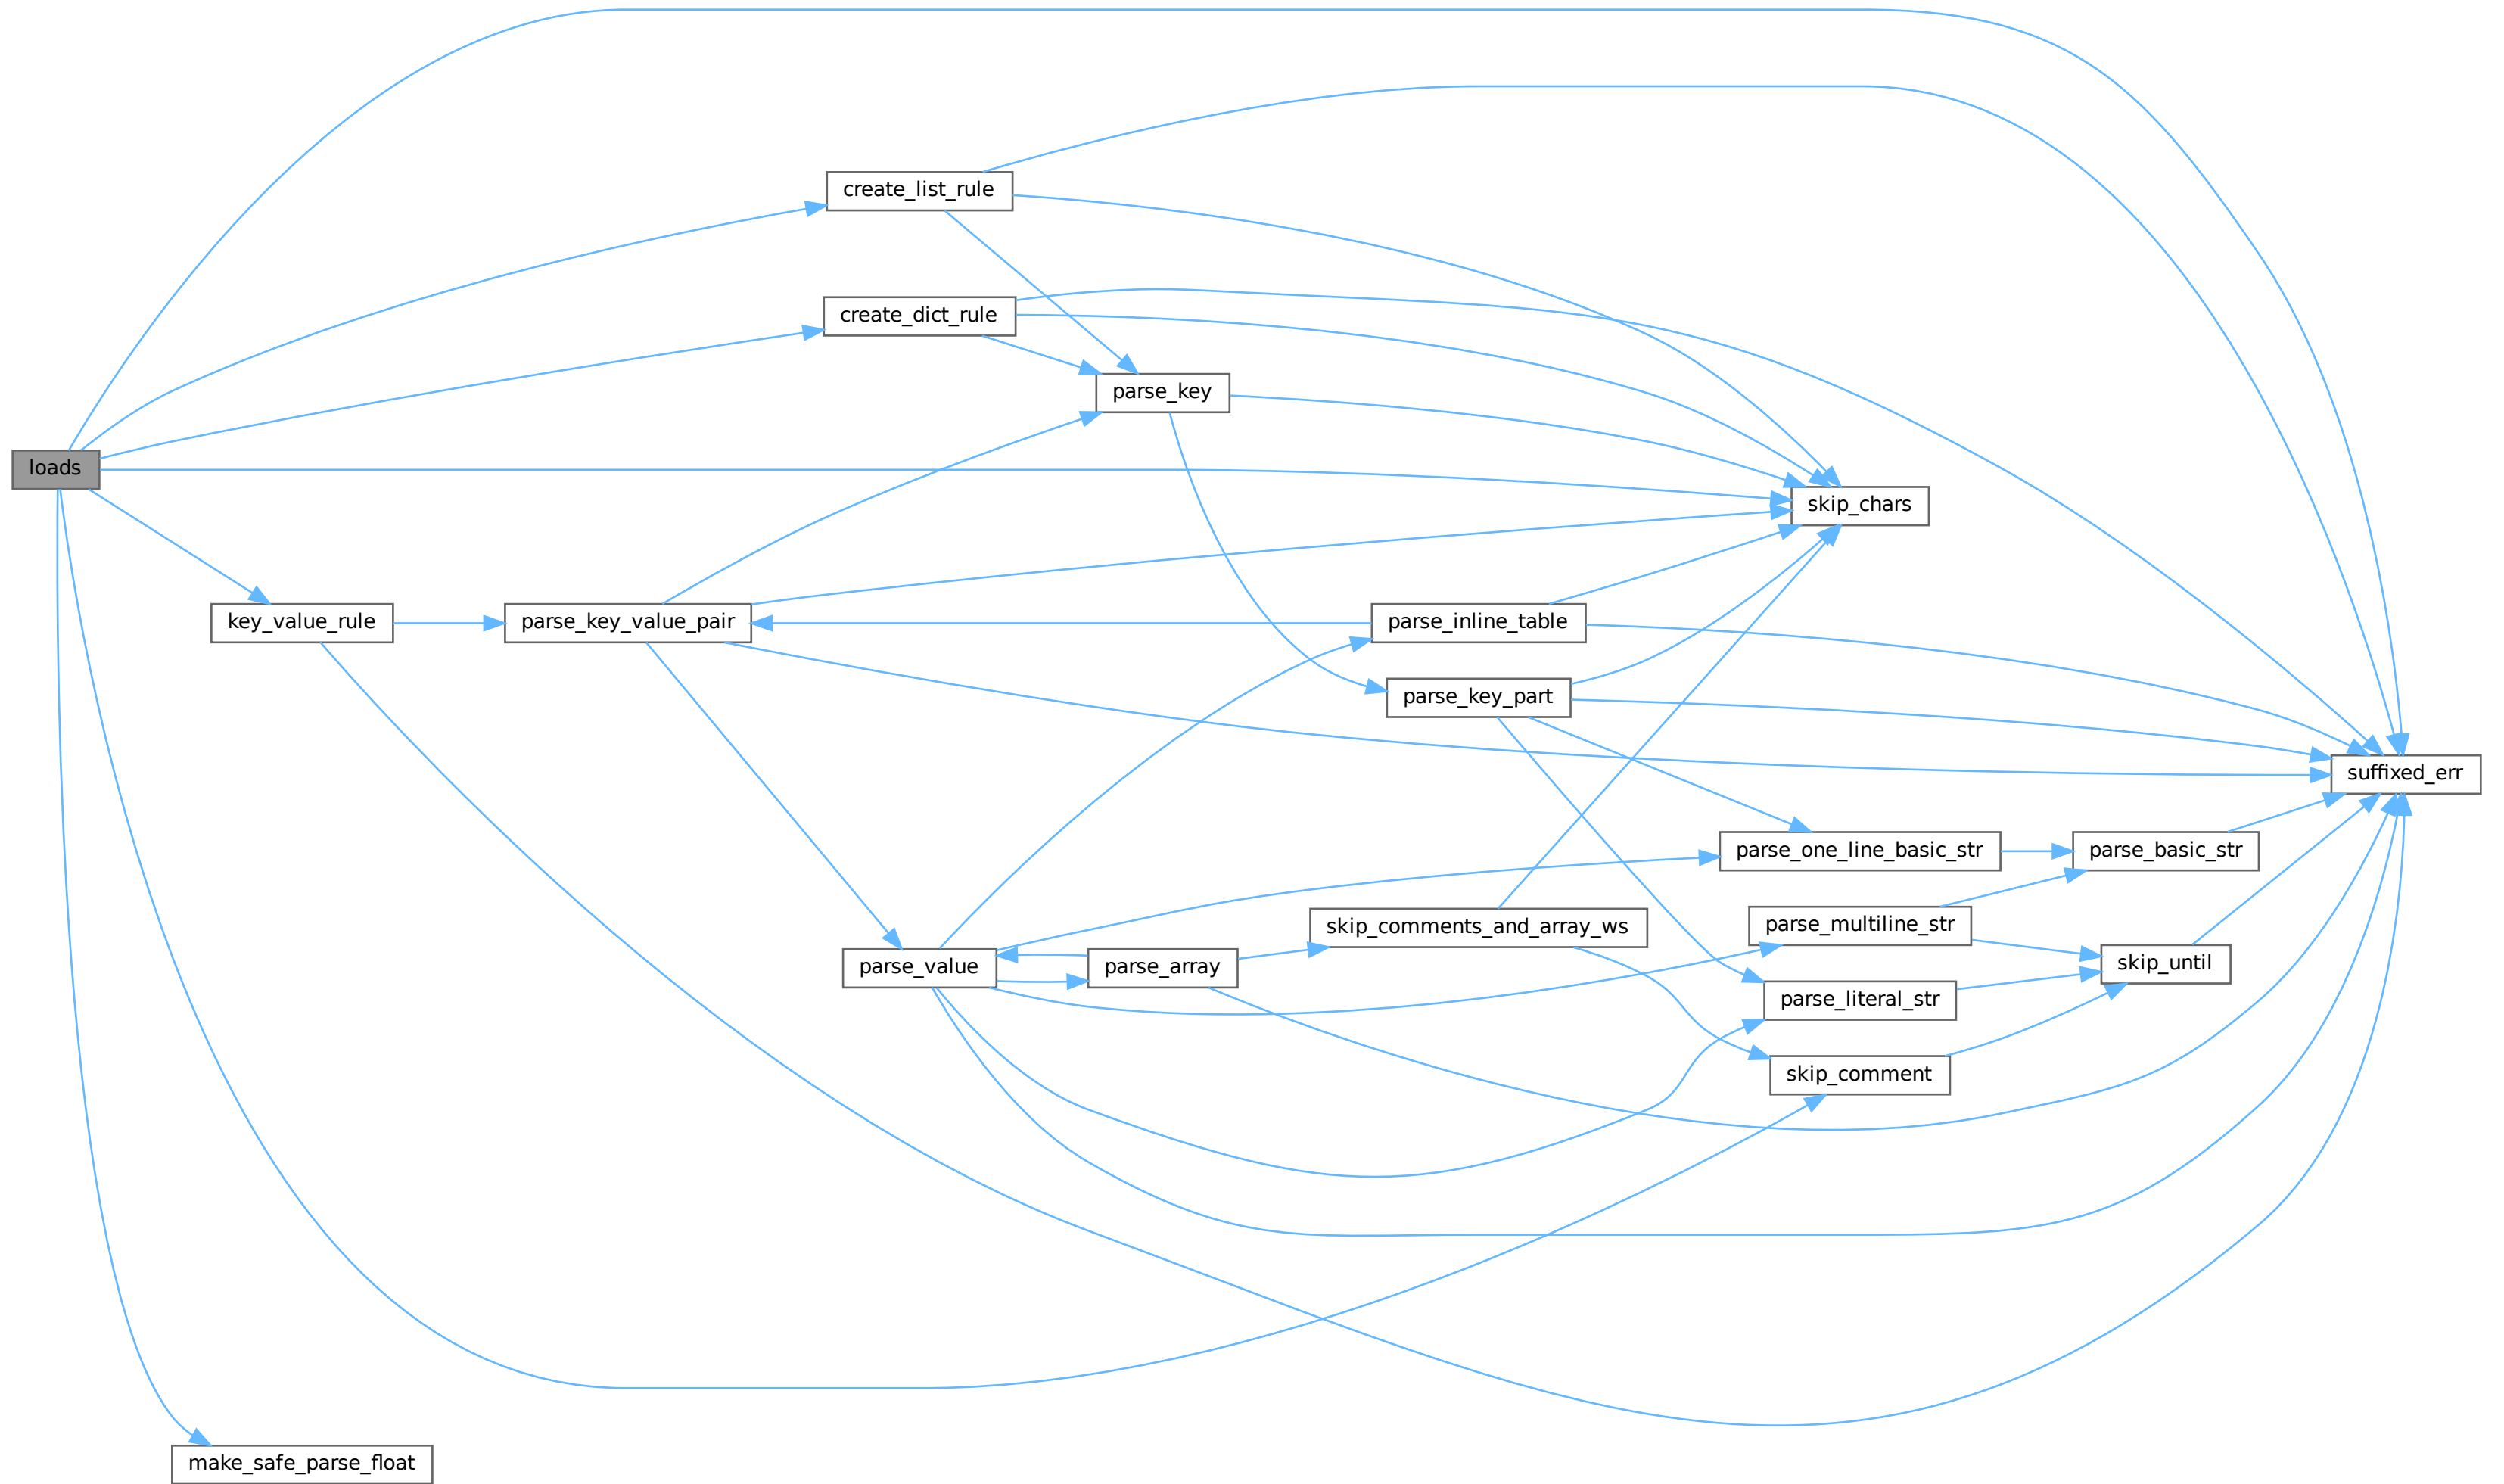 create_list_rule
create_dict_rule
parse_key
loads
skip_chars
key_value_rule
parse_key_value_pair
parse_inline_table
parse_key_part
suffixed_err
parse_one_line_basic_str
parse_basic_str
skip_comments_and_array_ws
parse_multiline_str
parse_value
parse_array
skip_until
parse_literal_str
skip_comment
make_safe_parse_float